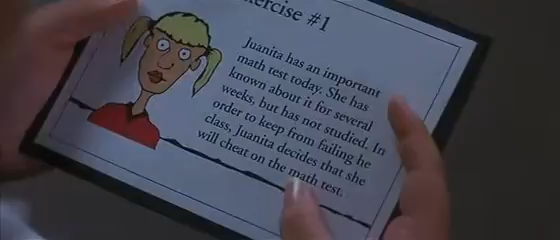 ercise #1
Juanita has an important
math test today. She has
known about it for several
weeks, but has not studied. In
order to keep from failing he
class, Juanita decides that she
will cheat on the math test.